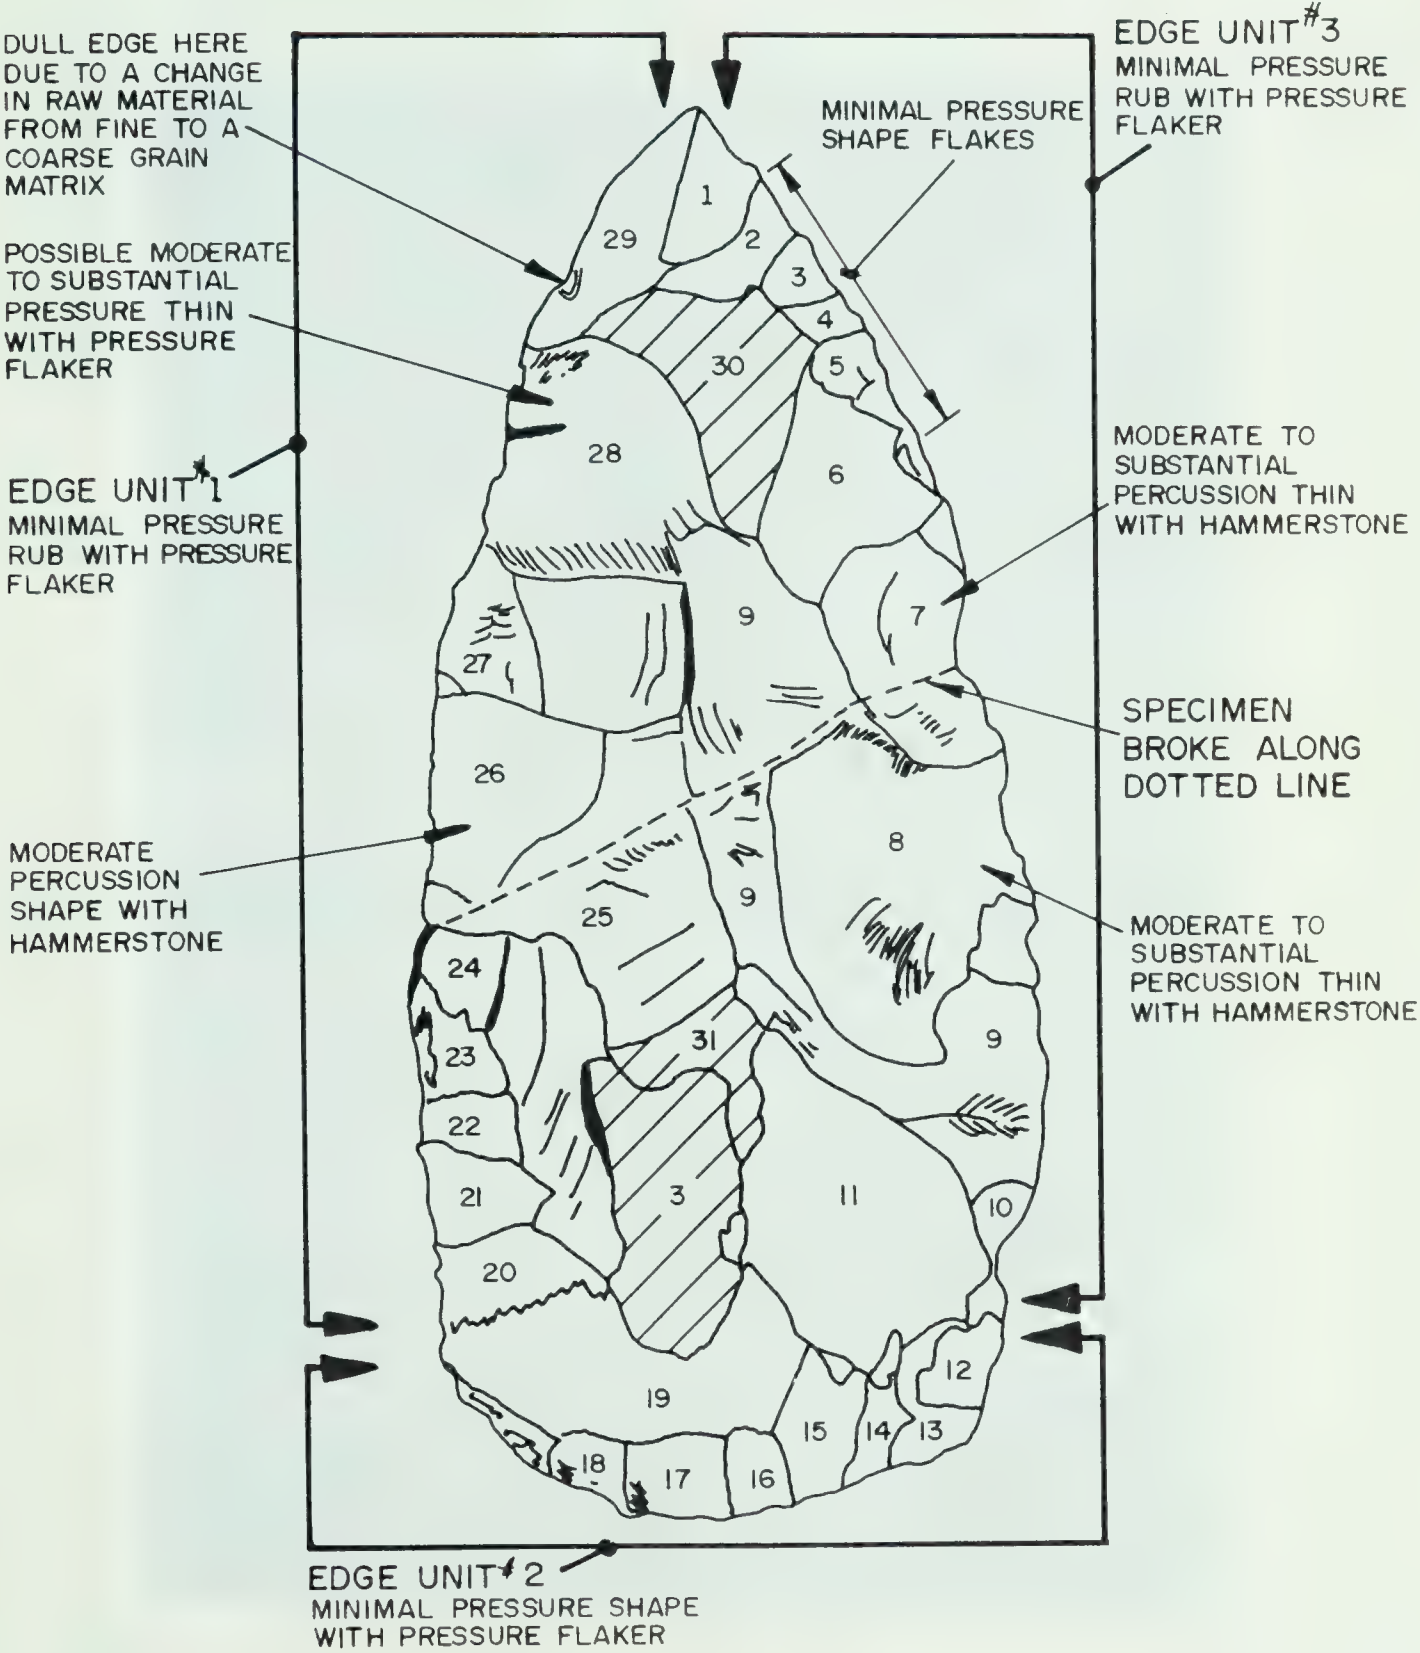 DULL EDGE HERE
DUE TO A CHANGE
IN RAW MATERIAL
FROM FINE TO A
COARSE GRAIN
MATRIX
POSSIBLE MODERATE
TO SUBSTANTIAL
PRESSURE THIN
WITH PRESSURE
FLAKER
EDGE UNIT #1
MINIMAL PRESSURE
RUB WITH PRESSURE
FLAKER
MODERATE
PERCUSSION
SHAPE WITH
HAMMERSTONE
EDGE UNIT #3
MINIMAL PRESSURE
RUB WITH PRESSURE
FLAKER
MINIMAL PRESSURE
SHAPE FLAKES
MODERATE TO
SUBSTANTIAL
PERCUSSION THIN
WITH HAMMERSTONE
SPECIMEN
BROKE ALONG
DOTTED LINE
MODERATE TO
SUBSTANTIAL
PERCUSSION THIN
WITH HAMMERSTONE
1
29
2
3
4
30
5
28
6
9
7
27
26
8
9
25
24
31
9
23
22
21
3
11
10
20
12
19
15
14
13
18
17
16
EDGE UNIT #2
MINIMAL PRESSURE SHAPE
WITH PRESSURE FLAKER